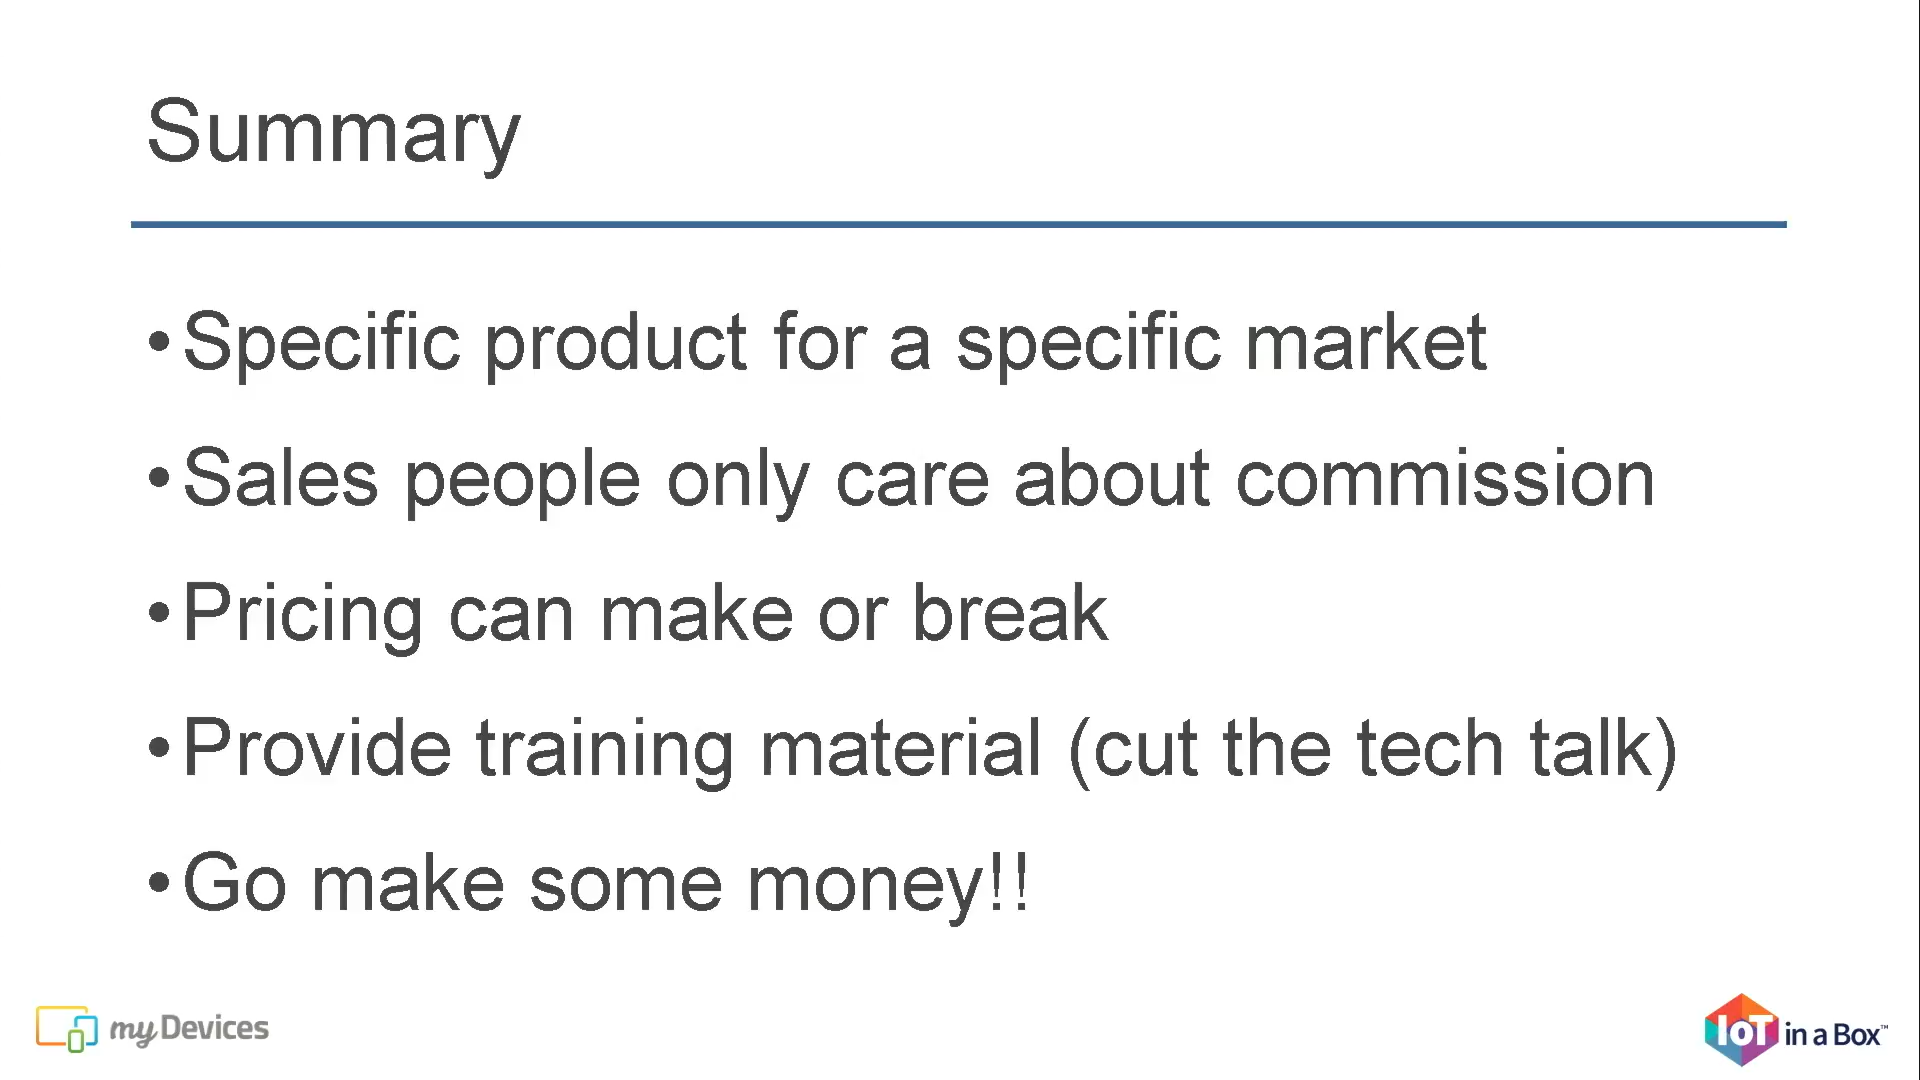 Summary
•Specific product for a specific market
•Sales people only care about commission
•Pricing can make or break
•Provide training material (cut the tech talk)
•Go make some money!!
myDevices
IoT in a Box™